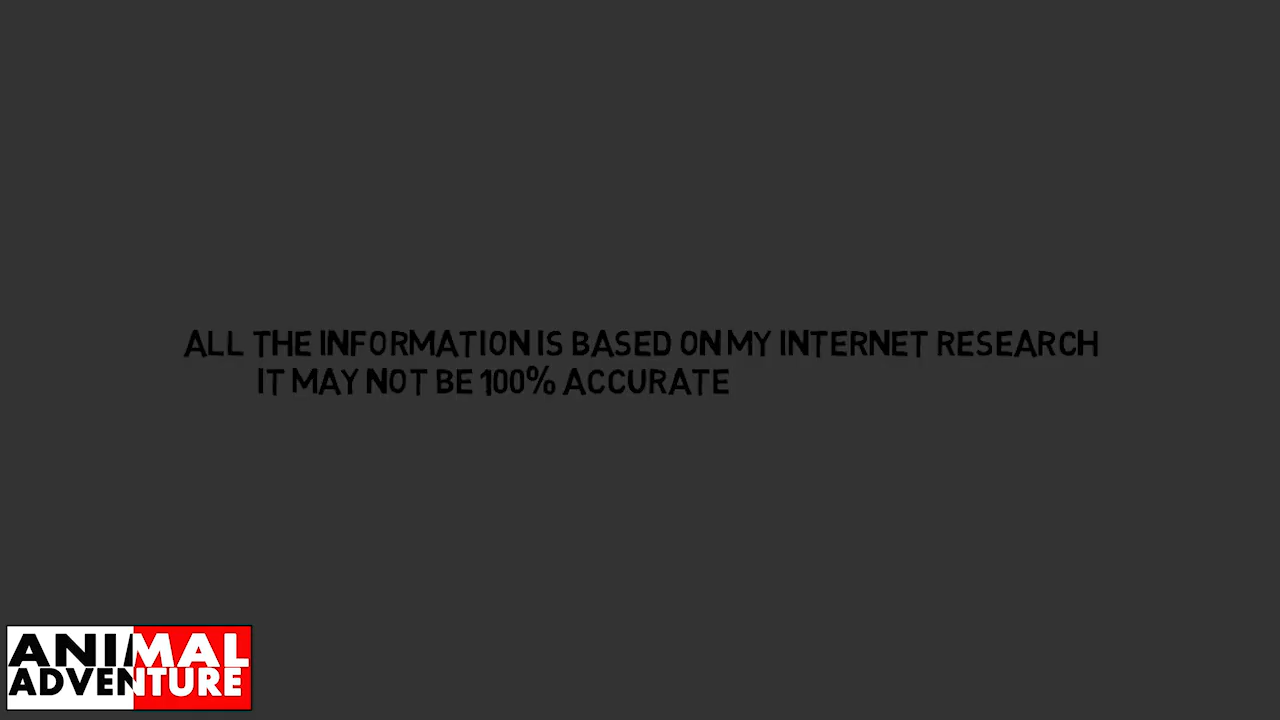 ALL THE INFORMATION IS BASED ON MY INTERNET RESEARCH
IT MAY NOT BE 100% ACCURATE
ANIMAL
ADVENTURE